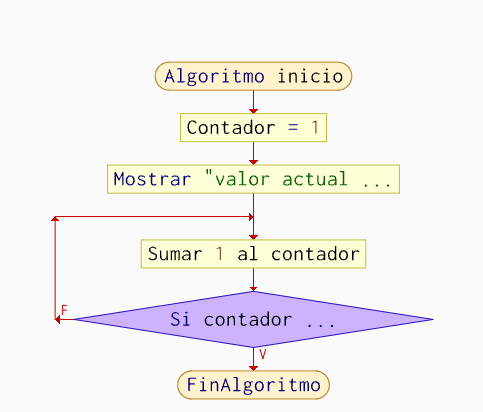 Algoritmo inicio
Contador = 1
Mostrar "valor actual ...
Sumar 1 al contador
F
Si contador ...
V
FinAlgoritmo